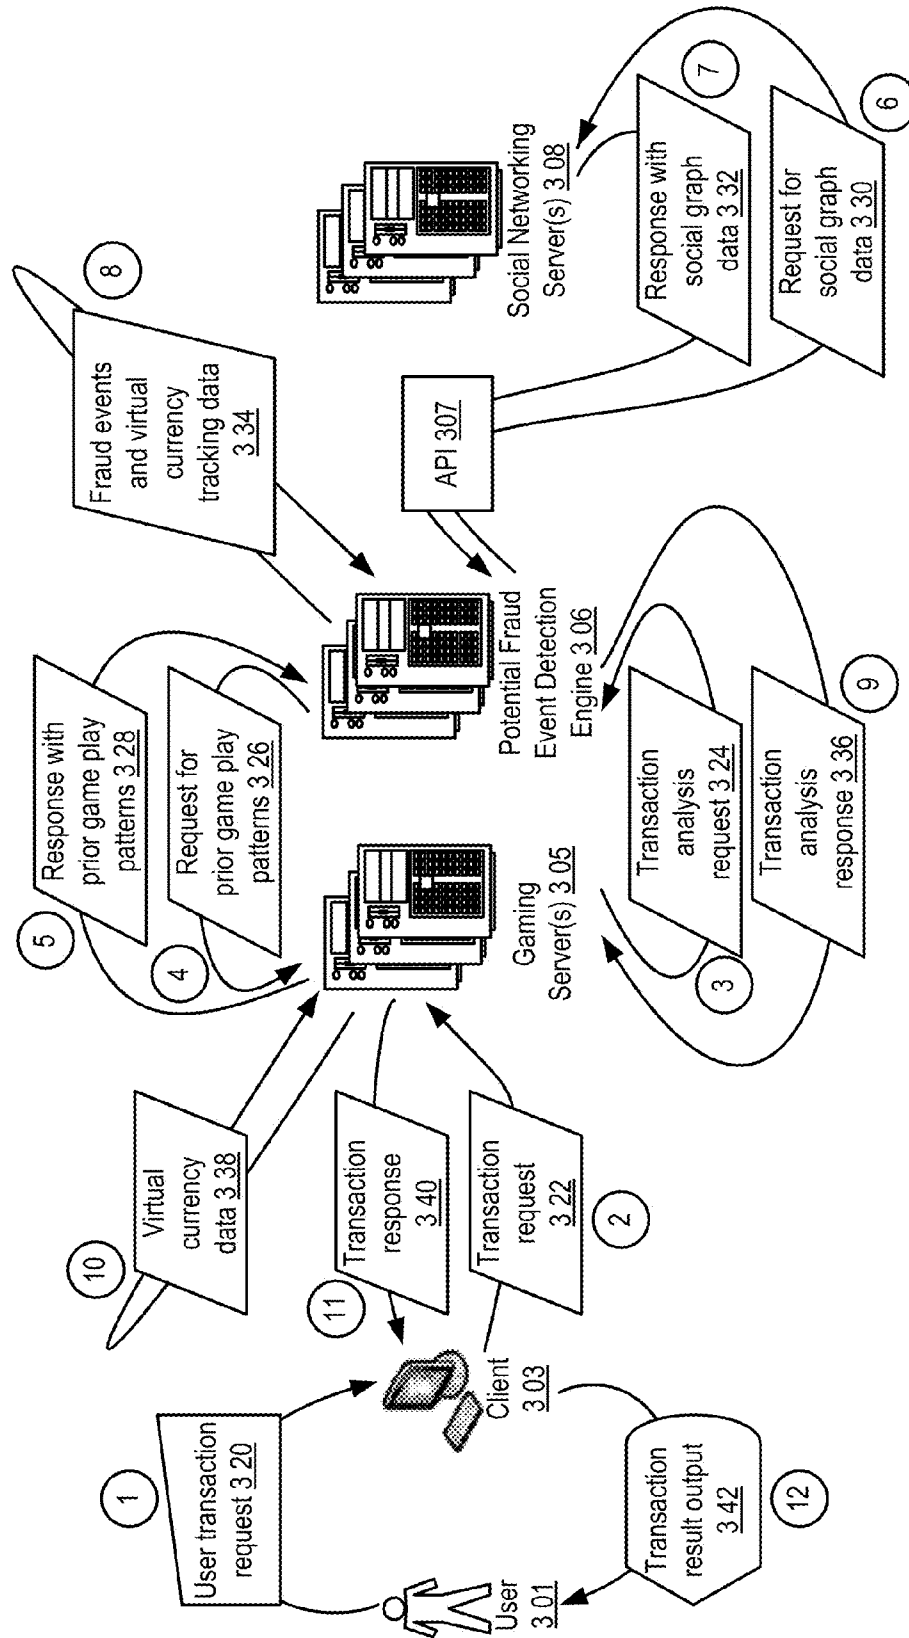 1
User transaction
request 3 20
User
3 01
Client
3 03
Transaction
result output
3 42
12
10
Virtual
currency
data 3 38
11
Transaction
response
3 40
Transaction
request
3 22
2
5
Response with
prior game play
patterns 3 28
4
Request for
prior game play
patterns 3 26
Gaming
Server(s) 3 05
3
Transaction
analysis
request 3 24
Transaction
analysis
response 3 36
9
Potential Fraud
Event Detection
Engine 3 06
8
Fraud events
and virtual
currency
tracking data
3 34
API 307
Social Networking
Server(s) 3 08
7
Response with
social graph
data 3 32
Request for
social graph
data 3 30
6